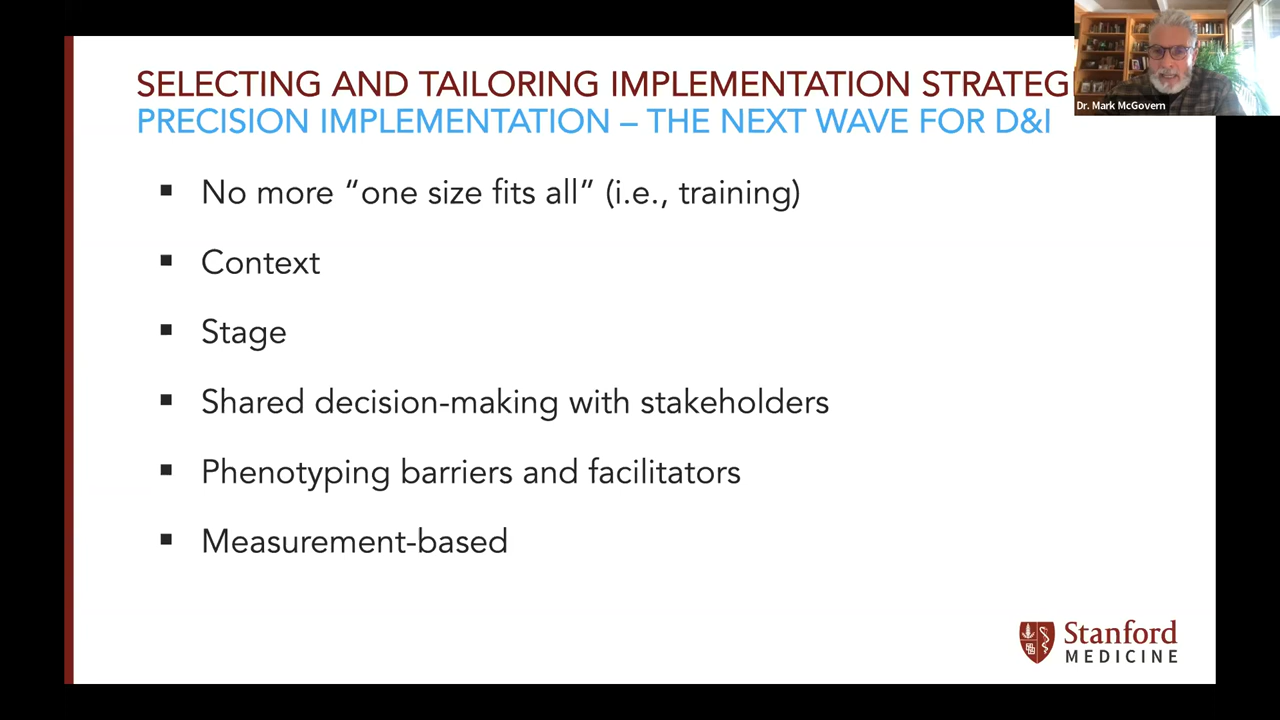 SELECTING AND TAILORING IMPLEMENTATION STRATEG
PRECISION IMPLEMENTATION – THE NEXT WAVE FOR D&I
Dr. Mark McGovern
▪ No more “one size fits all” (i.e., training)
▪ Context
▪ Stage
▪ Shared decision-making with stakeholders
▪ Phenotyping barriers and facilitators
▪ Measurement-based
Stanford
MEDICINE